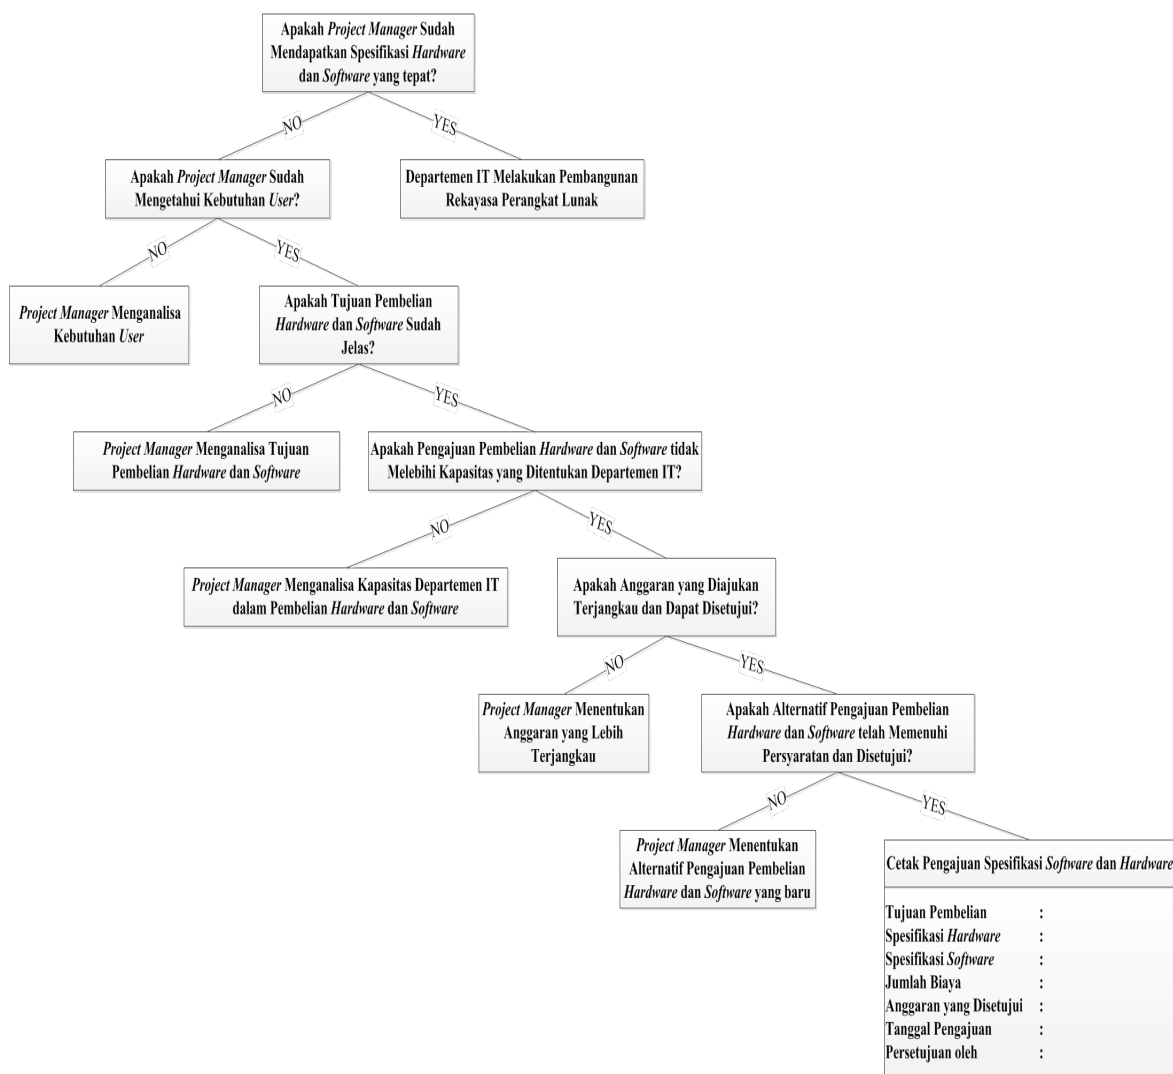 Apakah Project Manager Sudah
Mendapatkan Spesifikasi Hardware
dan Software yang tepat?
NO
YES
Apakah Project Manager Sudah
Mengetahui Kebutuhan User?
Departemen IT Melakukan Pembangunan
Rekayasa Perangkat Lunak
NO
YES
Project Manager Menganalisa
Kebutuhan User
Apakah Tujuan Pembelian
Hardware dan Software Sudah
Jelas?
NO
YES
Project Manager Menganalisa Tujuan
Pembelian Hardware dan Software
Apakah Pengajuan Pembelian Hardware dan Software tidak
Melebihi Kapasitas yang Ditentukan Departemen IT?
NO
YES
Project Manager Menganalisa Kapasitas Departemen IT
dalam Pembelian Hardware dan Software
Apakah Anggaran yang Diajukan
Terjangkau dan Dapat Disetujui?
NO
YES
Project Manager Menentukan
Anggaran yang Lebih
Terjangkau
Apakah Alternatif Pengajuan Pembelian
Hardware dan Software telah Memenuhi
Persyaratan dan Disetujui?
NO
YES
Project Manager Menentukan
Alternatif Pengajuan Pembelian
Hardware dan Software yang baru
Cetak Pengajuan Spesifikasi Software dan Hardware
Tujuan Pembelian :
Spesifikasi Hardware :
Spesifikasi Software :
Jumlah Biaya :
Anggaran yang Disetujui :
Tanggal Pengajuan :
Persetujuan oleh :